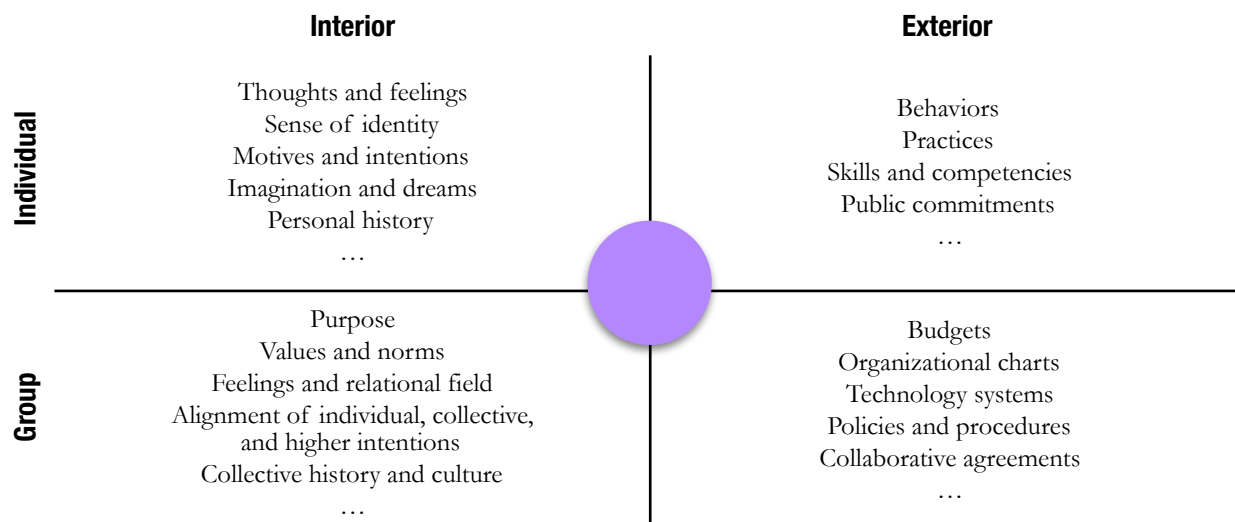 Interior
Exterior
Individual
Thoughts and feelings
Sense of identity
Motives and intentions
Imagination and dreams
Personal history
…
Behaviors
Practices
Skills and competencies
Public commitments
…
Group
Purpose
Values and norms
Feelings and relational field
Alignment of individual, collective,
and higher intentions
Collective history and culture
…
Budgets
Organizational charts
Technology systems
Policies and procedures
Collaborative agreements
…